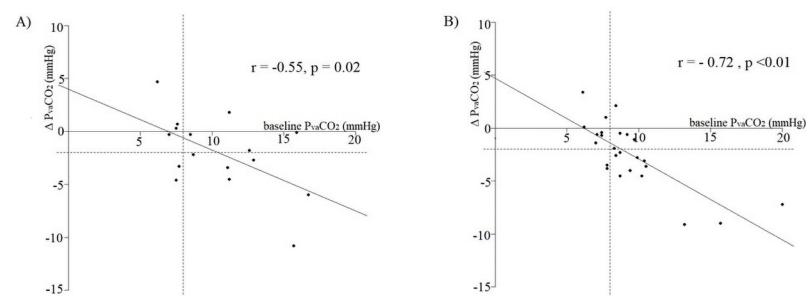 A)
10
5
0
-5
-10
-15
Δ PvaCO2 (mmHg)
r = -0.55, p = 0.02
baseline PvaCO2 (mmHg)
5
10
15
20
B)
10
5
0
-5
-10
-15
Δ PvaCO2 (mmHg)
r = - 0.72 , p <0.01
baseline PvaCO2 (mmHg)
5
10
15
20